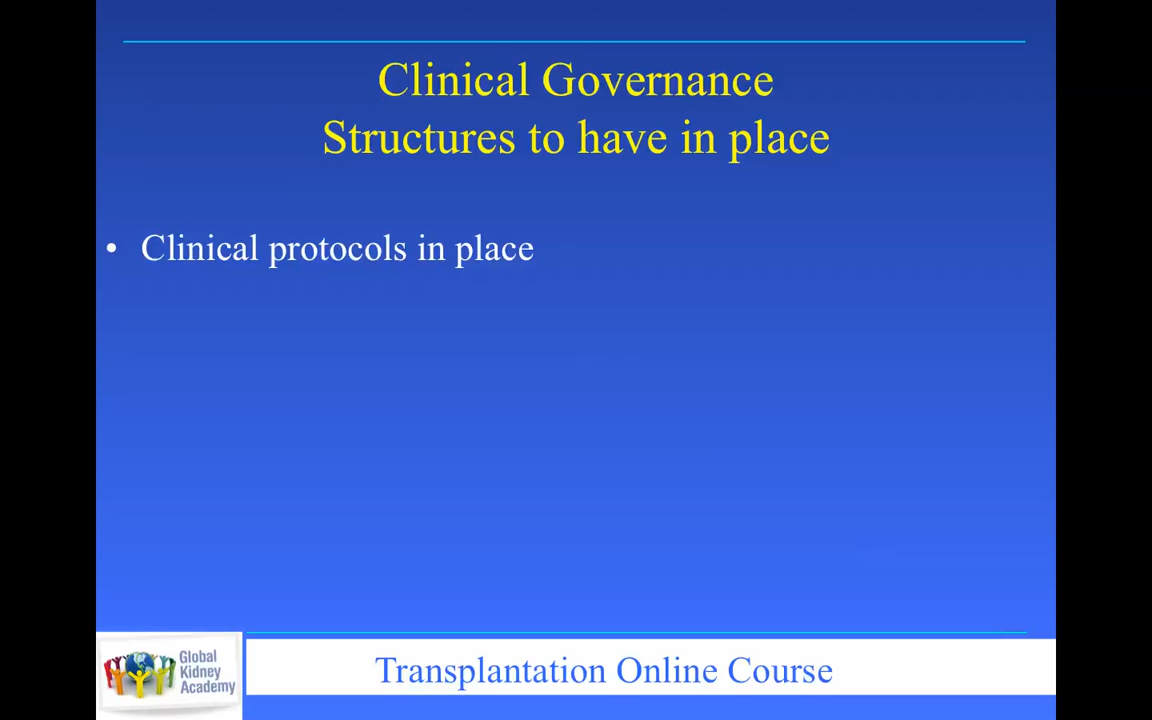 Clinical Governance
Structures to have in place
• Clinical protocols in place
Global
Kidney
Academy
Transplantation Online Course